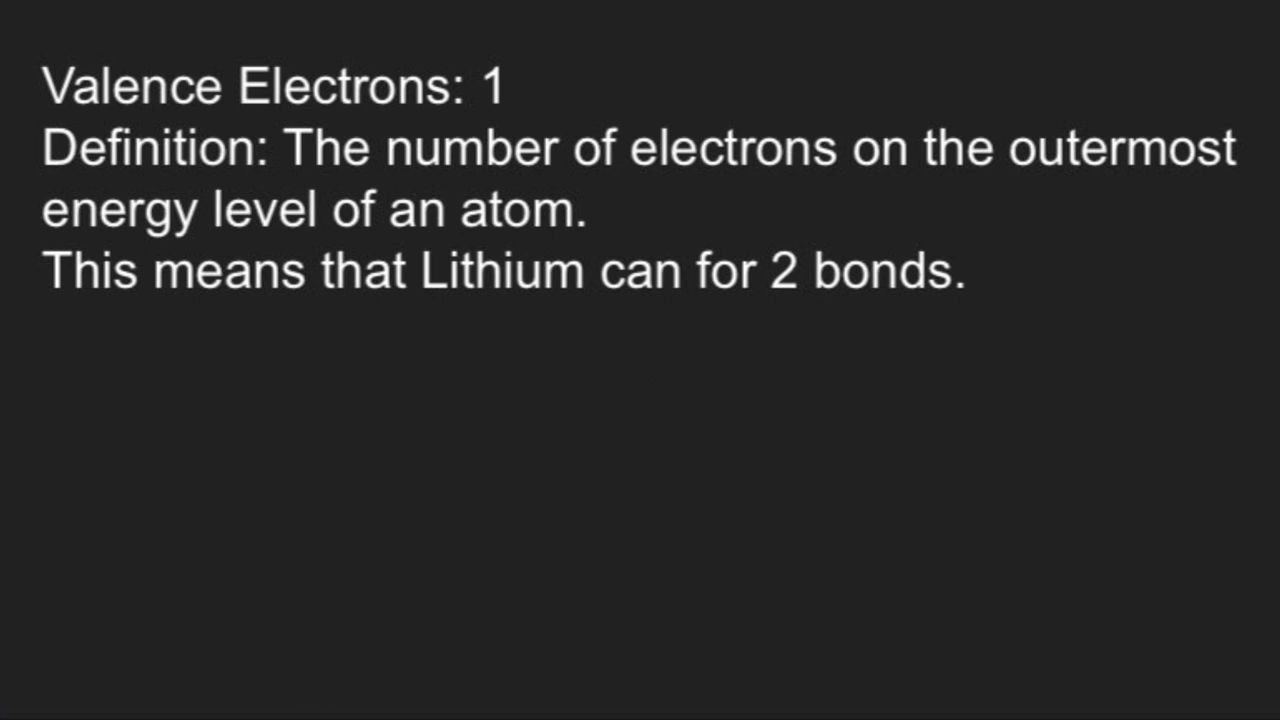 Valence Electrons: 1
Definition: The number of electrons on the outermost
energy level of an atom.
This means that Lithium can for 2 bonds.